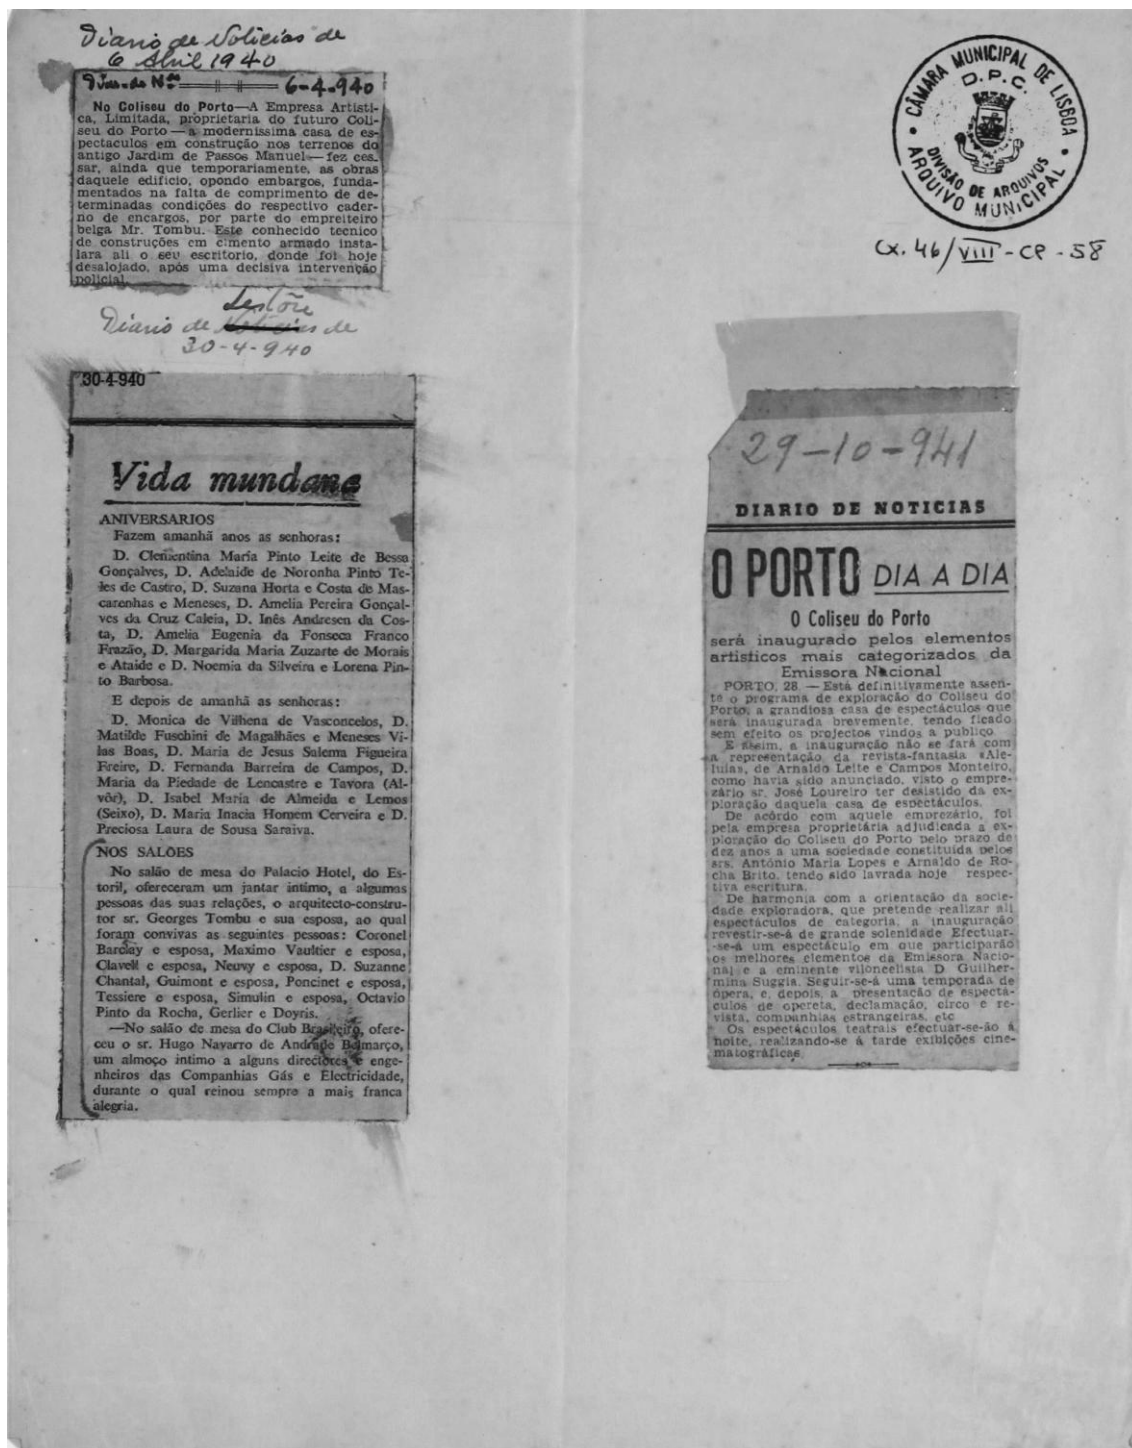 Diario de Noticias de
6 Abril 1940
6-4-940
No Coliseu do Porto—A Empresa Artisti-
ca, Limitada, proprietaria do futuro Coli-
seu do Porto — a modernissima casa de es-
pectaculos em construção nos terrenos do
antigo Jardim de Passos Manuel — fez ces-
sar, ainda que temporariamente, as obras
daquele edificio, opondo embargos, funda-
mentados na falta de comprimento de de-
terminadas condições do respectivo cader-
no de encargos, por parte do empreiteiro
belga Mr. Tombu. Este conhecido tecnico
de construções em cimento armado insta-
lara ali o seu escritorio, donde foi hoje
desalojado, após uma decisiva intervenção
policial.
Diario de Noticias de
30-4-940
30-4-940
Vida mundana
ANIVERSARIOS
Fazem amanhã anos as senhoras:
D. Clementina Maria Pinto Leite de Bessa
Gonçalves, D. Adelaide de Noronha Pinto Te-
les de Castro, D. Suzana Horta e Costa de Mas-
carenhas e Meneses, D. Amelia Pereira Gonçal-
ves da Cruz Caleia, D. Inês Andresen da Cos-
ta, D. Amelia Eugenia da Fonseca Franco
Frazão, D. Margarida Maria Zuzarte de Morais
e Ataide e D. Noemia da Silveira e Lorena Pin-
to Barbosa.
E depois de amanhã as senhoras:
D. Monica de Vilhena de Vasconcelos, D.
Matilde Fuschini de Magalhães e Meneses Vi-
las Boas, D. Maria de Jesus Salema Figueira
Freire, D. Fernanda Barreira de Campos, D.
Maria da Piedade de Lencastre e Tavora (Al-
vôr), D. Isabel Maria de Almeida e Lemos
(Seixo), D. Maria Inacia Homem Cerveira e D.
Preciosa Laura de Sousa Saraiva.
NOS SALÕES
No salão de mesa do Palacio Hotel, do Es-
toril, ofereceram um jantar intimo, a algumas
pessoas das suas relações, o arquitecto-constru-
tor sr. Georges Tombu e sua esposa, ao qual
foram convivas as seguintes pessoas: Coronel
Barclay e esposa, Maximo Vaultier e esposa,
Clavell e esposa, Neuvy e esposa, D. Suzanne
Chantal, Guimont e esposa, Poncinet e esposa,
Tessiere e esposa, Simulin e esposa, Octavio
Pinto da Rocha, Gerlier e Doyris.
—No salão de mesa do Club Brasileiro, ofere-
ceu o sr. Hugo Navarro de Andrade Belmarço,
um almoço intimo a alguns directores e enge-
nheiros das Companhias Gás e Electricidade,
durante o qual reinou sempre a mais franca
alegria.
CÂMARA MUNICIPAL DE LISBOA
D.P.C.
DIVISÃO DE ARQUIVOS
ARQUIVO MUNICIPAL
Cx. 46/VIII-CP-58
29-10-941
DIARIO DE NOTICIAS
O PORTO DIA A DIA
O Coliseu do Porto
será inaugurado pelos elementos
artisticos mais categorizados da
Emissora Nacional
PORTO, 28. — Está definitivamente assen-
te o programa de exploração do Coliseu do
Porto, a grandiosa casa de espectáculos que
será inaugurada brevemente, tendo ficado
sem efeito os projectos vindos a publico.
E assim, a inauguração não se fará com
a representação da revista-fantasia «Ale-
luia», de Arnaldo Leite e Campos Monteiro,
como havia sido anunciado, visto o empre-
zário sr. José Loureiro ter desistido da ex-
ploração daquela casa de espectáculos.
De acôrdo com aquele emprezário, foi
pela empresa proprietária adjudicada a ex-
ploração do Coliseu do Porto pelo prazo de
dez anos a uma sociedade constituida pelos
srs. António Maria Lopes e Arnaldo de Ro-
cha Brito, tendo sido lavrada hoje respec-
tiva escritura.
De harmonia com a orientação da socie-
dade exploradora, que pretende realizar ali
espectáculos de categoria, a inauguração
revestir-se-á de grande solenidade Efectuar-
-se-á um espectáculo em que participarão
os melhores elementos da Emissora Nacio-
nal e a eminente viloncelista D. Guilher-
mina Suggia. Seguir-se-á uma temporada de
ópera, e, depois, a presentação de espectá-
culos de opereta, declamação, circo e re-
vista, companhias estrangeiras, etc
Os espectáculos teatrais efectuar-se-ão á
noite, realizando-se á tarde exibições cine-
matográficas.